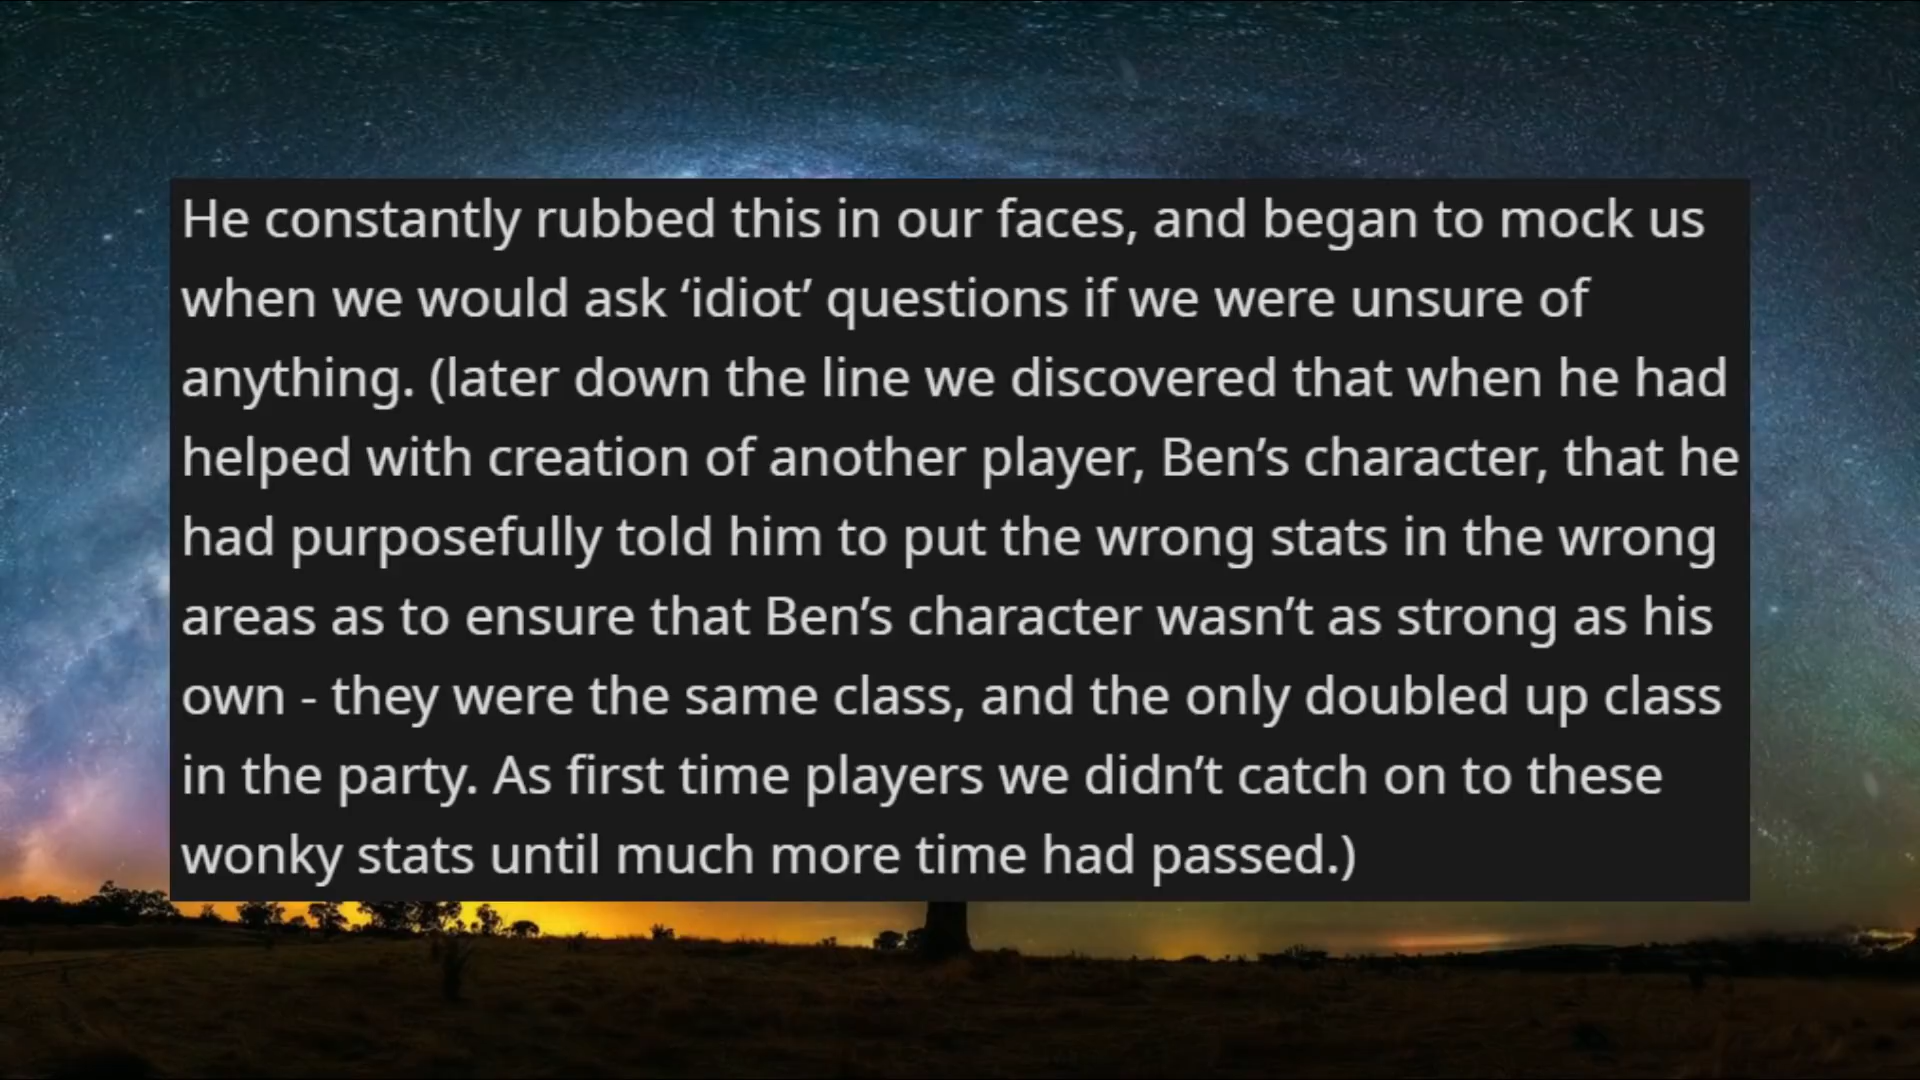 He constantly rubbed this in our faces, and began to mock us
when we would ask ‘idiot’ questions if we were unsure of
anything. (later down the line we discovered that when he had
helped with creation of another player, Ben’s character, that he
had purposefully told him to put the wrong stats in the wrong
areas as to ensure that Ben’s character wasn’t as strong as his
own - they were the same class, and the only doubled up class
in the party. As first time players we didn’t catch on to these
wonky stats until much more time had passed.)